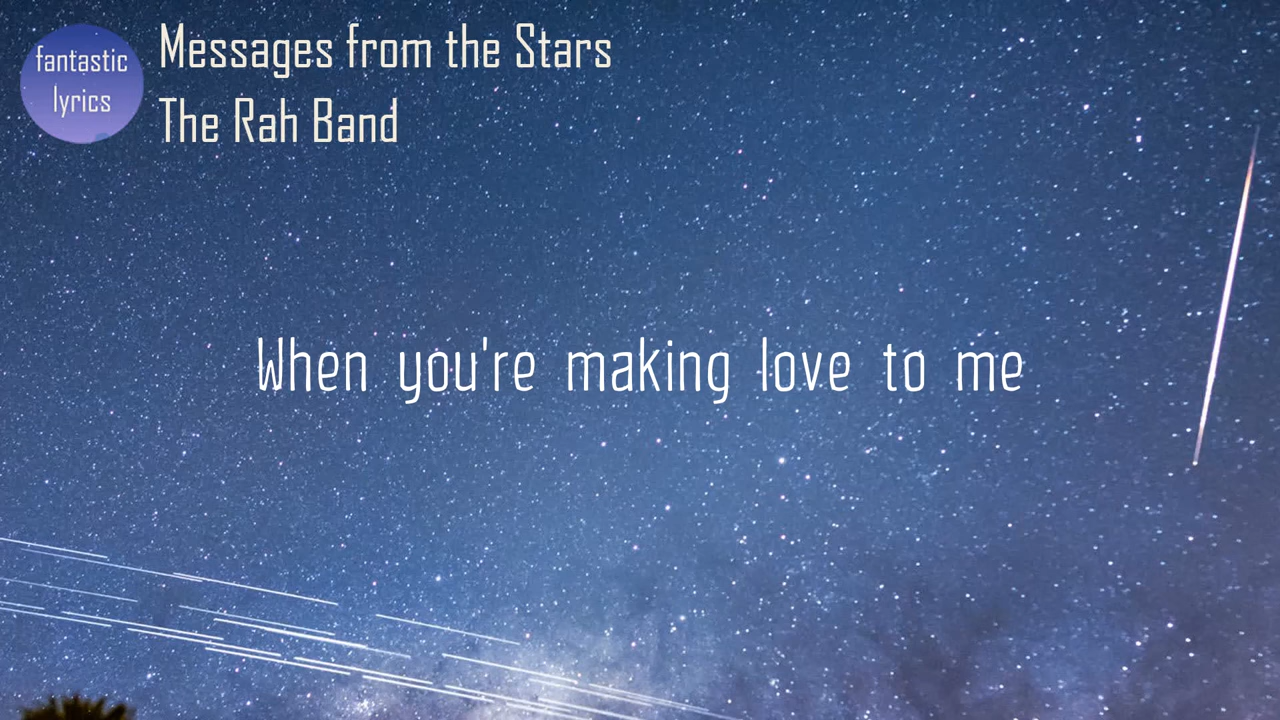 fantastic
lyrics
Messages from the Stars
The Rah Band
When you're making love to me